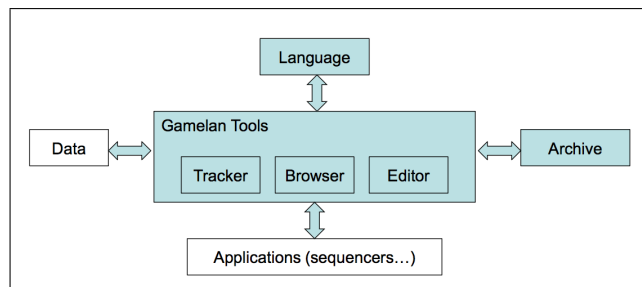 Language
Gamelan Tools
Data
Tracker
Browser
Editor
Archive
Applications (sequencers…)